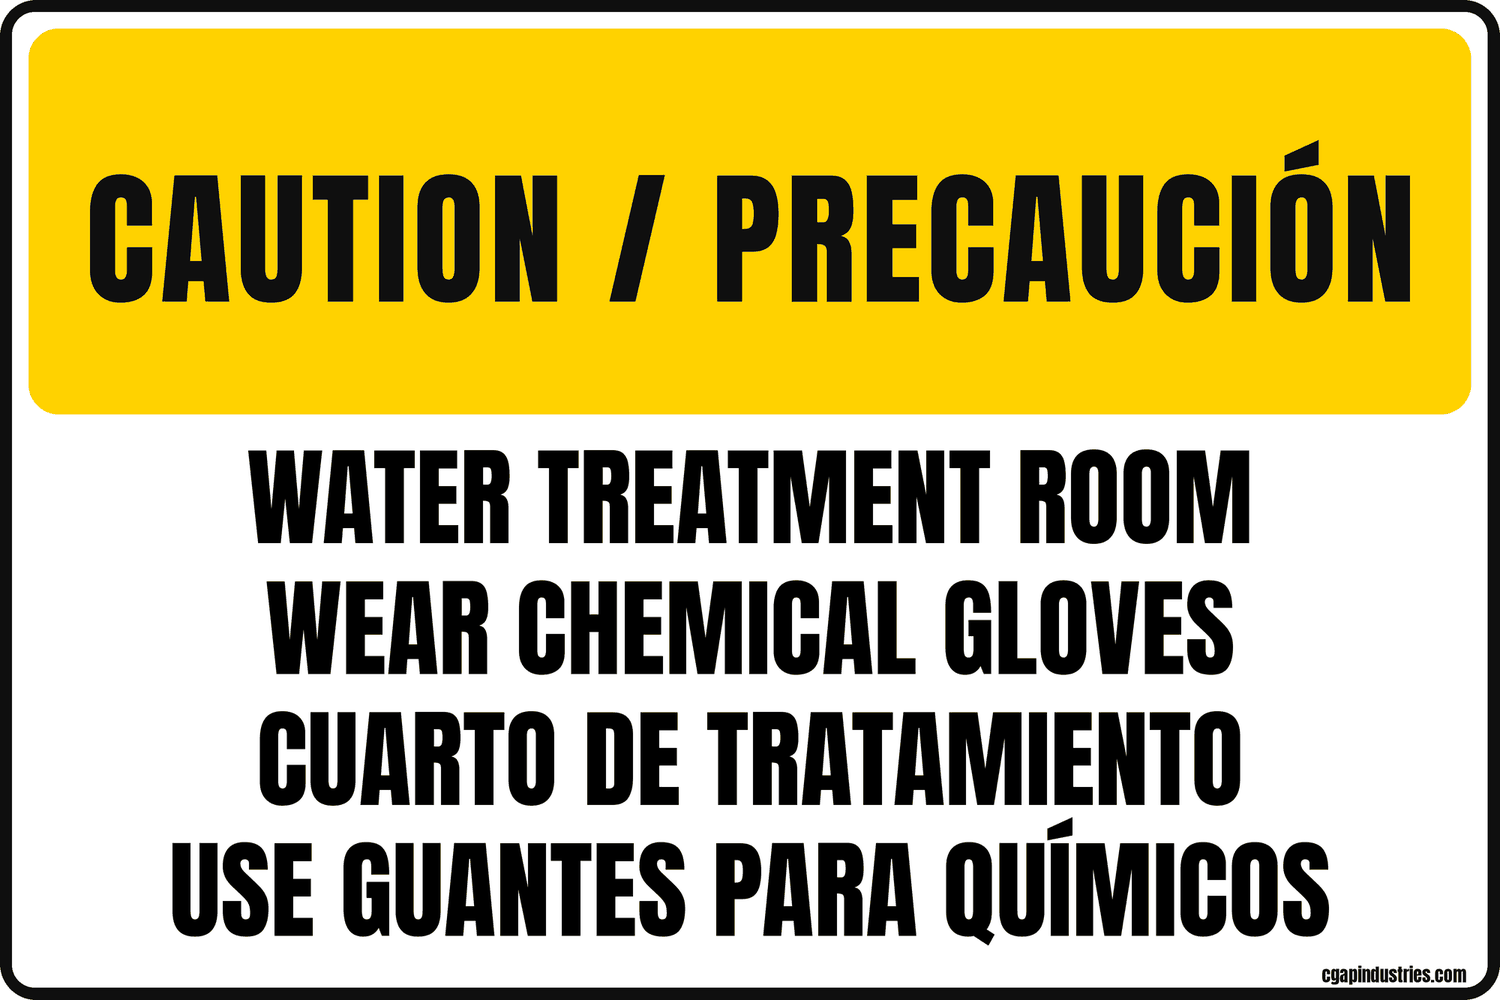 CAUTION / PRECAUCIÓN
WATER TREATMENT ROOM
WEAR CHEMICAL GLOVES
CUARTO DE TRATAMIENTO
USE GUANTES PARA QUÍMICOS
cgapindustries.com